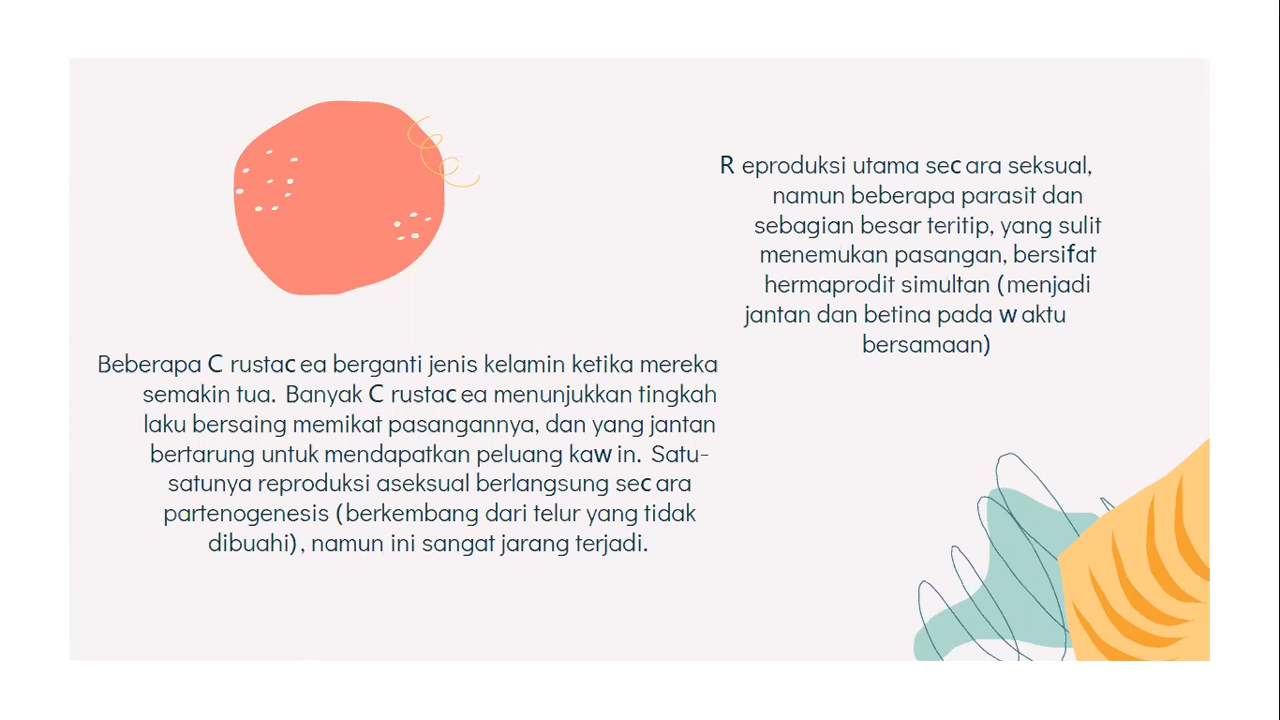 Reproduksi utama secara seksual,
namun beberapa parasit dan
sebagian besar teritip, yang sulit
menemukan pasangan, bersifat
hermaprodit simultan (menjadi
jantan dan betina pada waktu
bersamaan)
Beberapa Crustacea berganti jenis kelamin ketika mereka
semakin tua. Banyak Crustacea menunjukkan tingkah
laku bersaing memikat pasangannya, dan yang jantan
bertarung untuk mendapatkan peluang kawin. Satu-
satunya reproduksi aseksual berlangsung secara
partenogenesis (berkembang dari telur yang tidak
dibuahi), namun ini sangat jarang terjadi.